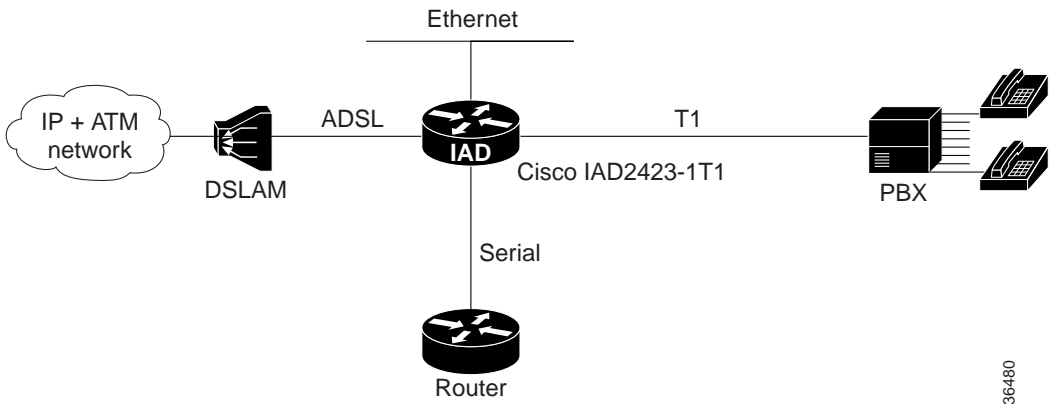 Ethernet
IP + ATM
network
DSLAM
ADSL
IAD
T1
Cisco IAD2423-1T1
PBX
Serial
Router
36480